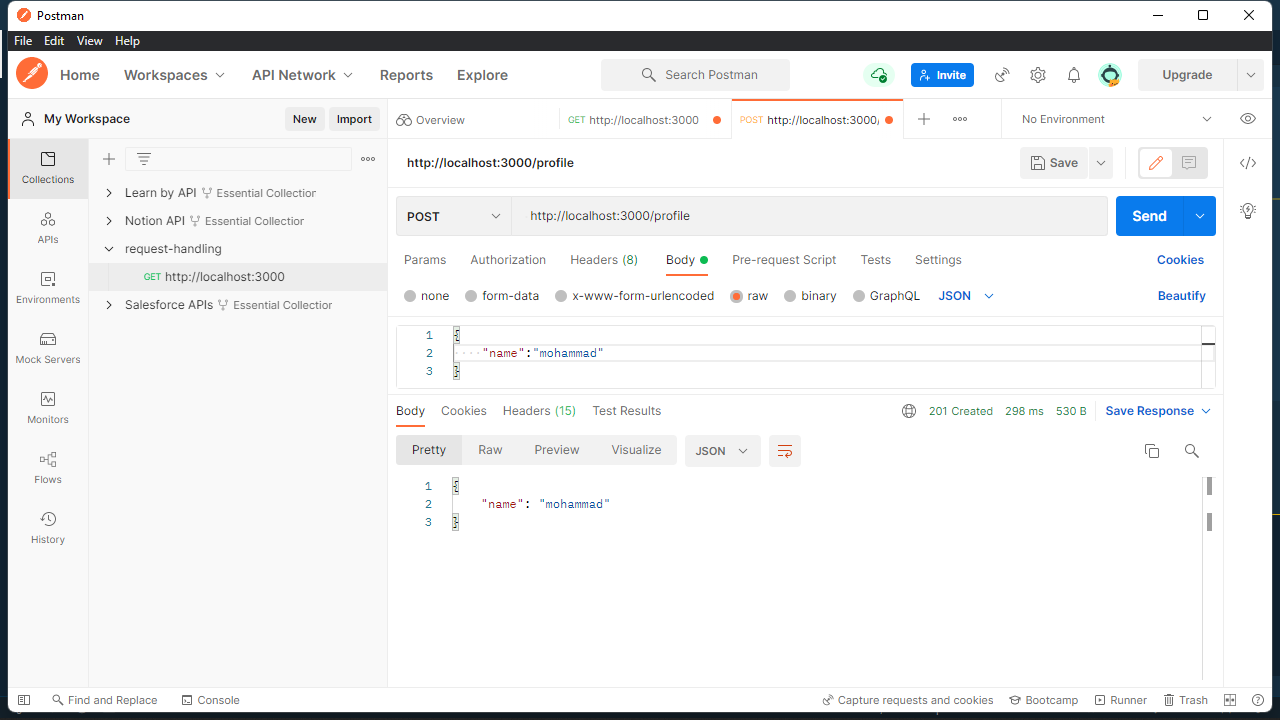 Postman
File Edit View Help
Home Workspaces API Network Reports Explore Search Postman Invite Upgrade
My Workspace New Import Overview GET http://localhost:3000 POST http://localhost:3000/ No Environment
Collections
APIs
Environments
Mock Servers
Monitors
Flows
History
Learn by API Essential Collection
Notion API Essential Collection
request-handling
GET http://localhost:3000
Salesforce APIs Essential Collection
http://localhost:3000/profile Save
POST http://localhost:3000/profile Send
Params Authorization Headers (8) Body Pre-request Script Tests Settings Cookies
none form-data x-www-form-urlencoded raw binary GraphQL JSON Beautify
1 {
2 ····"name":"mohammad"
3 }
Body Cookies Headers (15) Test Results 201 Created 298 ms 530 B Save Response
Pretty Raw Preview Visualize JSON
1 {
2 "name": "mohammad"
3 }
Find and Replace Console Capture requests and cookies Bootcamp Runner Trash